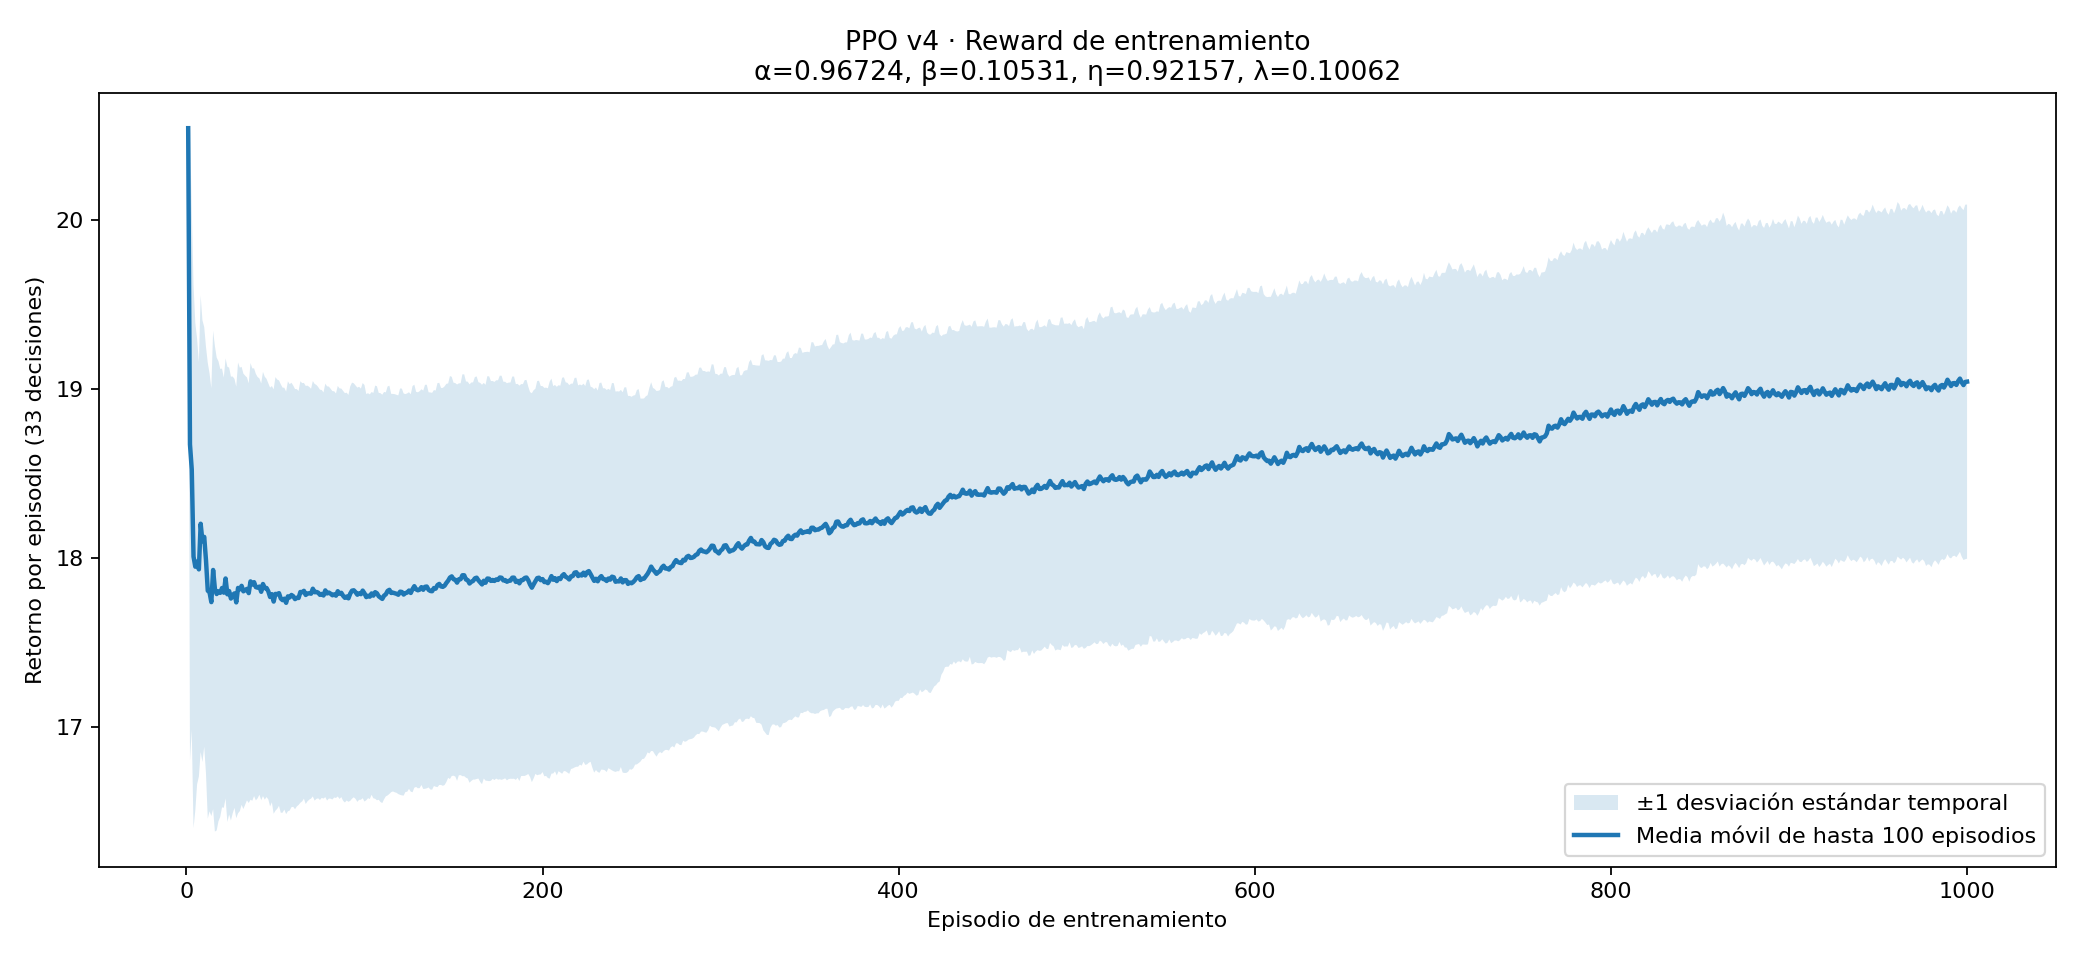 PPO v4 · Reward de entrenamiento
α=0.96724, β=0.10531, η=0.92157, λ=0.10062
Retorno por episodio (33 decisiones)
20
19
18
17
±1 desviación estándar temporal
Media móvil de hasta 100 episodios
0 200 400 600 800 1000
Episodio de entrenamiento